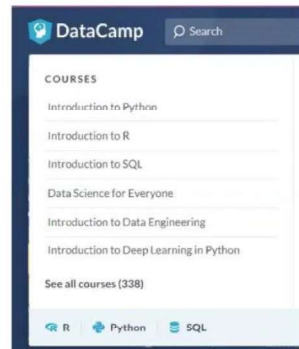 DataCamp Search
COURSES
Introduction to Python
Introduction to R
Introduction to SQL
Data Science for Everyone
Introduction to Data Engineering
Introduction to Deep Learning in Python
See all courses (338)
R Python SQL